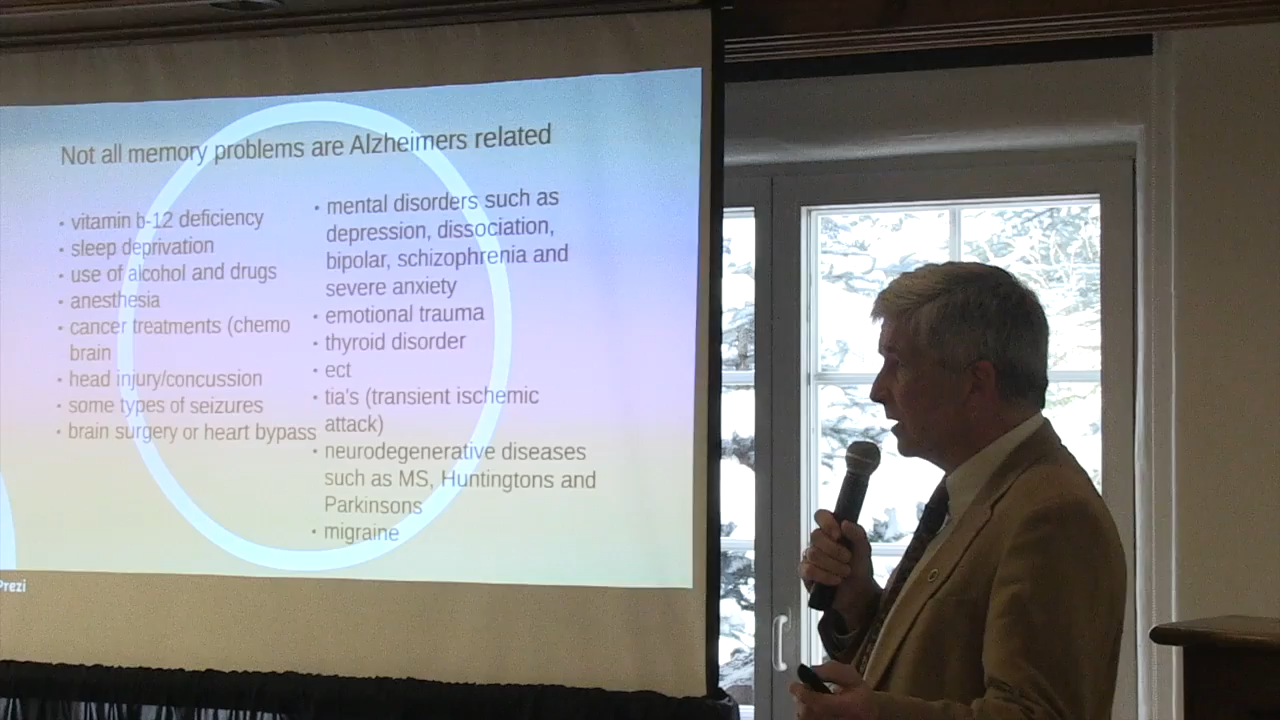 Not all memory problems are Alzheimers related
• vitamin b-12 deficiency
• sleep deprivation
• use of alcohol and drugs
• anesthesia
• cancer treatments (chemo
brain
• head injury/concussion
• some types of seizures
• brain surgery or heart bypass
• mental disorders such as
depression, dissociation,
bipolar, schizophrenia and
severe anxiety
• emotional trauma
• thyroid disorder
• ect
• tia's (transient ischemic
attack)
• neurodegenerative diseases
such as MS, Huntingtons and
Parkinsons
• migraine
Prezi